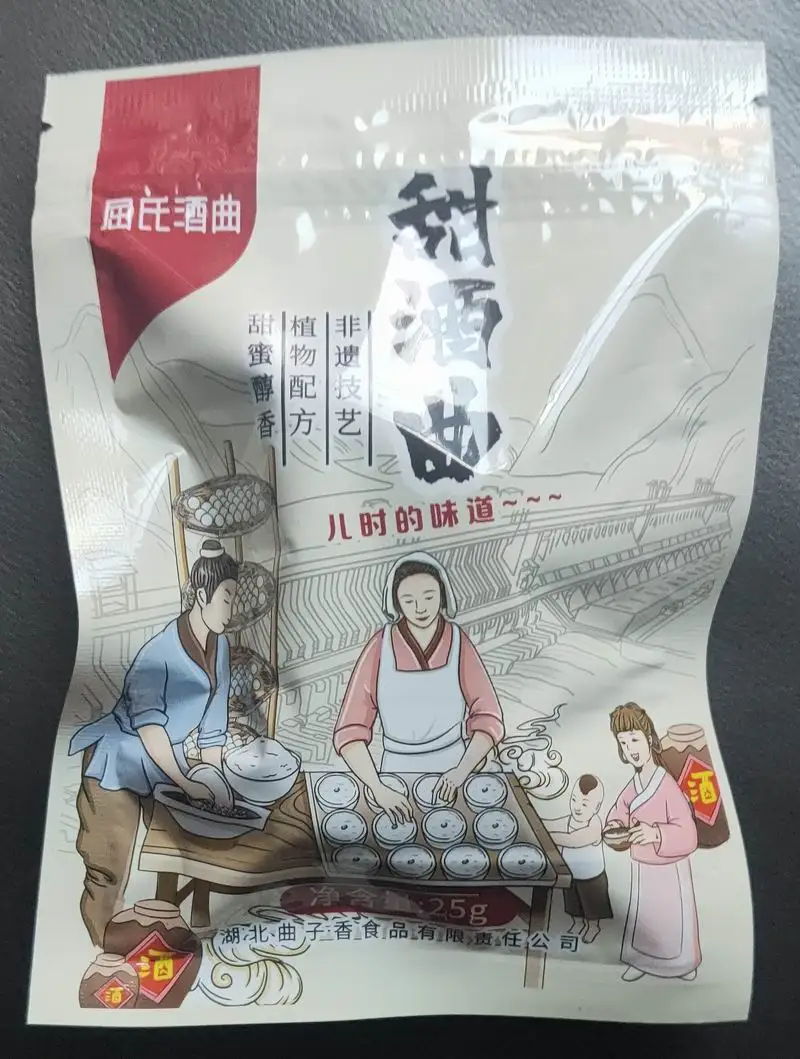 屈氏酒曲
甜酒曲
非遗技艺
植物配方
甜蜜醇香
儿时的味道~~~
酒
净含量:25g
湖北曲子香食品有限责任公司
酒
酒